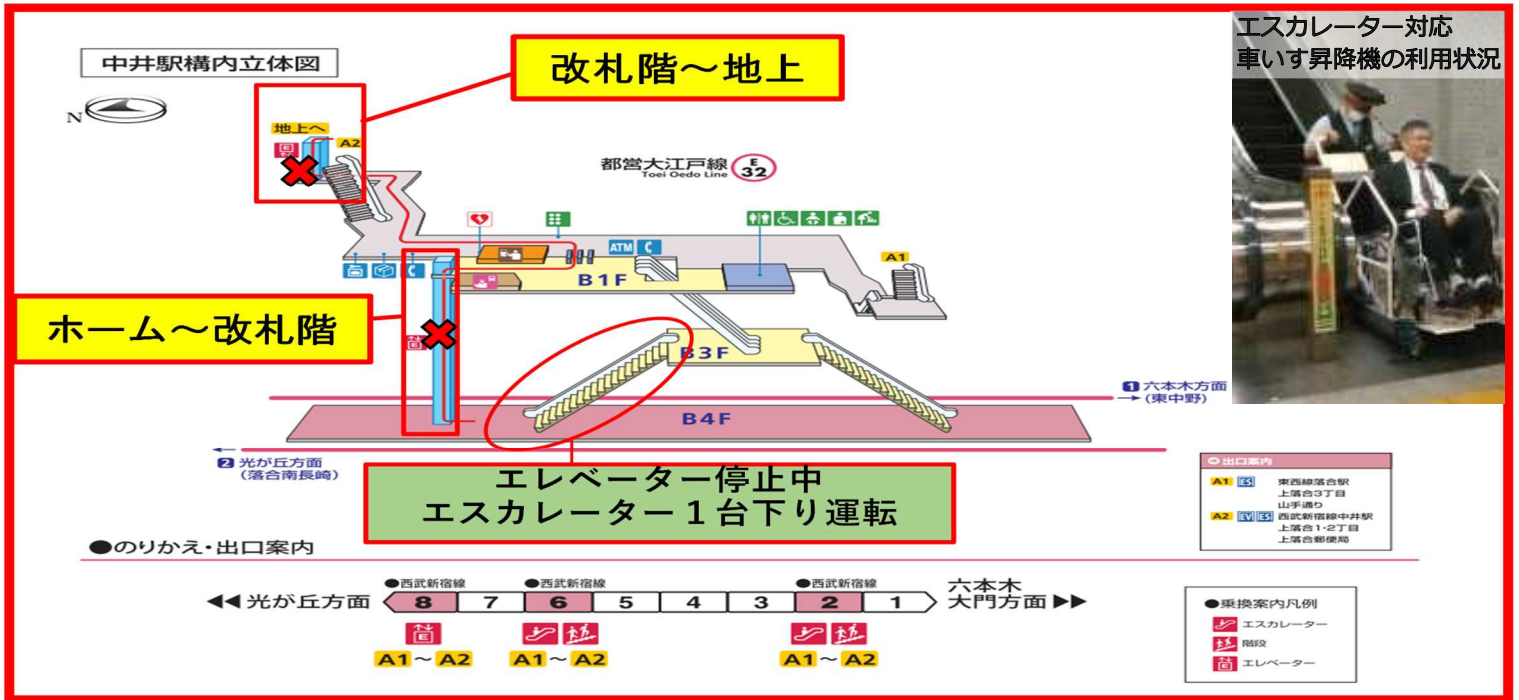 中井駅構内立体図
改札階~地上
エスカレーター対応
車いす昇降機の利用状況
N
地上へ
A2
都営大江戸線
Toei Oedo Line
E
32
ATM
A1
B1F
ホーム~改札階
B3F
1 六本木方面
(東中野)
B4F
2 光が丘方面
(落合南長崎)
エレベーター停止中
エスカレーター1台下り運転
出口案内
A1 ES 東西線落合駅
上落合3丁目
山手通り
A2 EV ES 西武新宿線中井駅
上落合1・2丁目
上落合郵便局
●のりかえ・出口案内
●西武新宿線 ●西武新宿線 ●西武新宿線
◀◀光が丘方面 8 7 6 5 4 3 2 1 六本木
大門方面▶▶
A1~A2 A1~A2 A1~A2
●乗換案内凡例
エスカレーター
階段
エレベーター